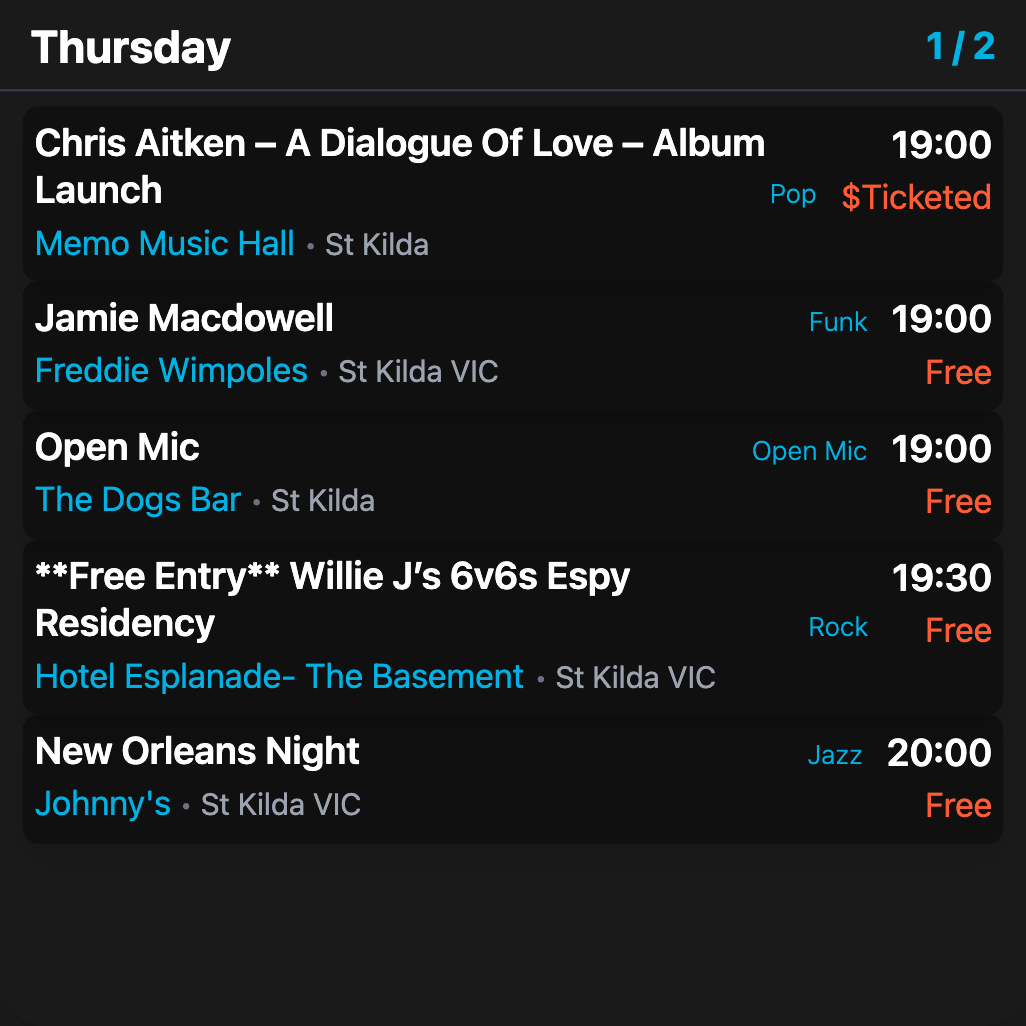 Thursday 1 / 2
Chris Aitken – A Dialogue Of Love – Album 19:00
Launch Pop $Ticketed
Memo Music Hall • St Kilda
Jamie Macdowell Funk 19:00
Freddie Wimpoles • St Kilda VIC Free
Open Mic Open Mic 19:00
The Dogs Bar • St Kilda Free
**Free Entry** Willie J’s 6v6s Espy 19:30
Residency Rock Free
Hotel Esplanade- The Basement • St Kilda VIC
New Orleans Night Jazz 20:00
Johnny's • St Kilda VIC Free